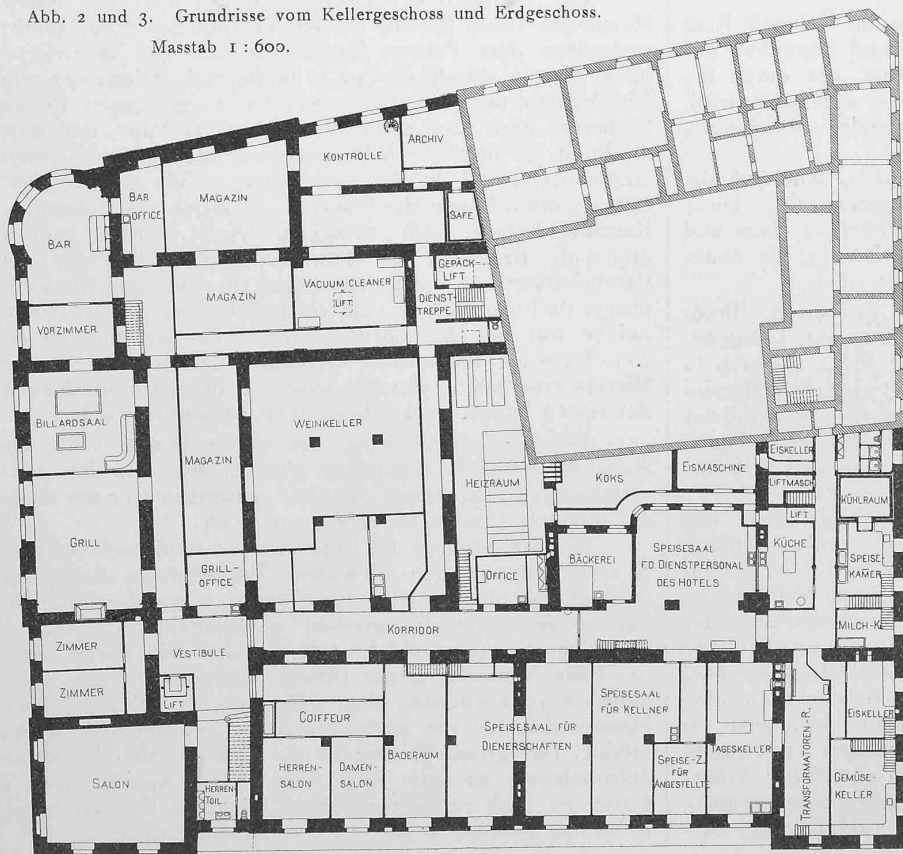 Abb. 2 und 3. Grundrisse vom Kellergeschoss und Erdgeschoss.
Masstab 1 : 600.
KONTROLLE
ARCHIV
BAR
BAR
OFFICE
MAGAZIN
SAFE
MAGAZIN
VACUUM CLEANER
LIFT
GEPÄCK-
LIFT
DIENST-
TREPPE
VORZIMMER
BILLARDSAAL
MAGAZIN
WEINKELLER
HEIZRAUM
KOKS
EISMASCHINE
EISKELLER
LIFTMASCH.
KÜHLRAUM
LIFT
GRILL
GRILL-
OFFICE
OFFICE
BÄCKEREI
SPEISESAAL
F.D. DIENSTPERSONAL
DES HOTELS
KÜCHE
SPEISE-
KAMER
MILCH-K.
ZIMMER
VESTIBULE
KORRIDOR
ZIMMER
LIFT
COIFFEUR
HERREN-
SALON
DAMEN-
SALON
BADERAUM
SPEISESAAL FÜR
DIENERSCHAFTEN
SPEISESAAL
FÜR KELLNER
SPEISE-Z.
FÜR
ANGESTELLTE
TAGESKELLER
TRANSFORMATOREN-R.
EISKELLER
GEMÜSE-
KELLER
SALON
HERREN-
TOIL.